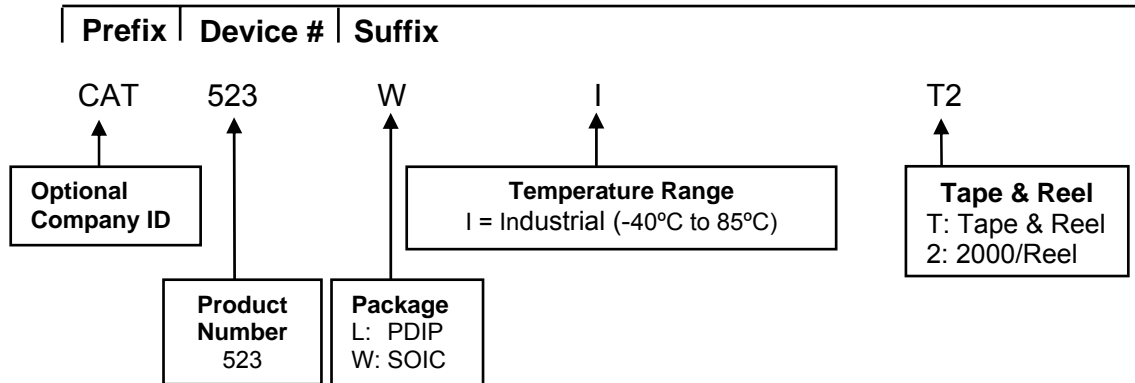 Prefix Device # Suffix
CAT 523 W I T2
Optional
Company ID
Temperature Range
I = Industrial (-40ºC to 85ºC)
Tape & Reel
T: Tape & Reel
2: 2000/Reel
Product
Number
523
Package
L: PDIP
W: SOIC